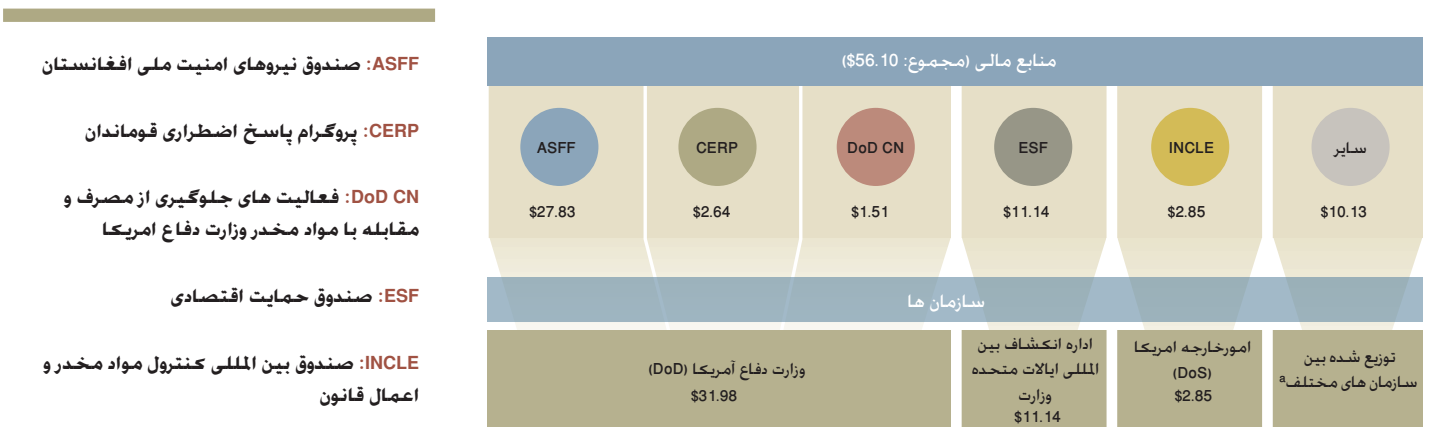 ASFF: صندوق نیروهای امنیت ملی افغانستان
CERP: پروگرام پاسخ اضطراری قوماندان
DoD CN: فعالیت های جلوگیری از مصرف و
مقابله با مواد مخدر وزارت دفاع امریکا
ESF: صندوق حمایت اقتصادی
INCLE: صندوق بین المللی کنترول مواد مخدر و
اعمال قانون
منابع مالی (مجموع: 56.10$)
ASFF
CERP
DoD CN
ESF
INCLE
سایر
$27.83
$2.64
$1.51
$11.14
$2.85
$10.13
سازمان ها
وزارت دفاع آمریکا (DoD)
$31.98
اداره انکشاف بین
المللی ایالات متحده
وزارت
$11.14
امورخارجه امریکا
(DoS)
$2.85
توزیع شده بین
سازمان های مختلفa